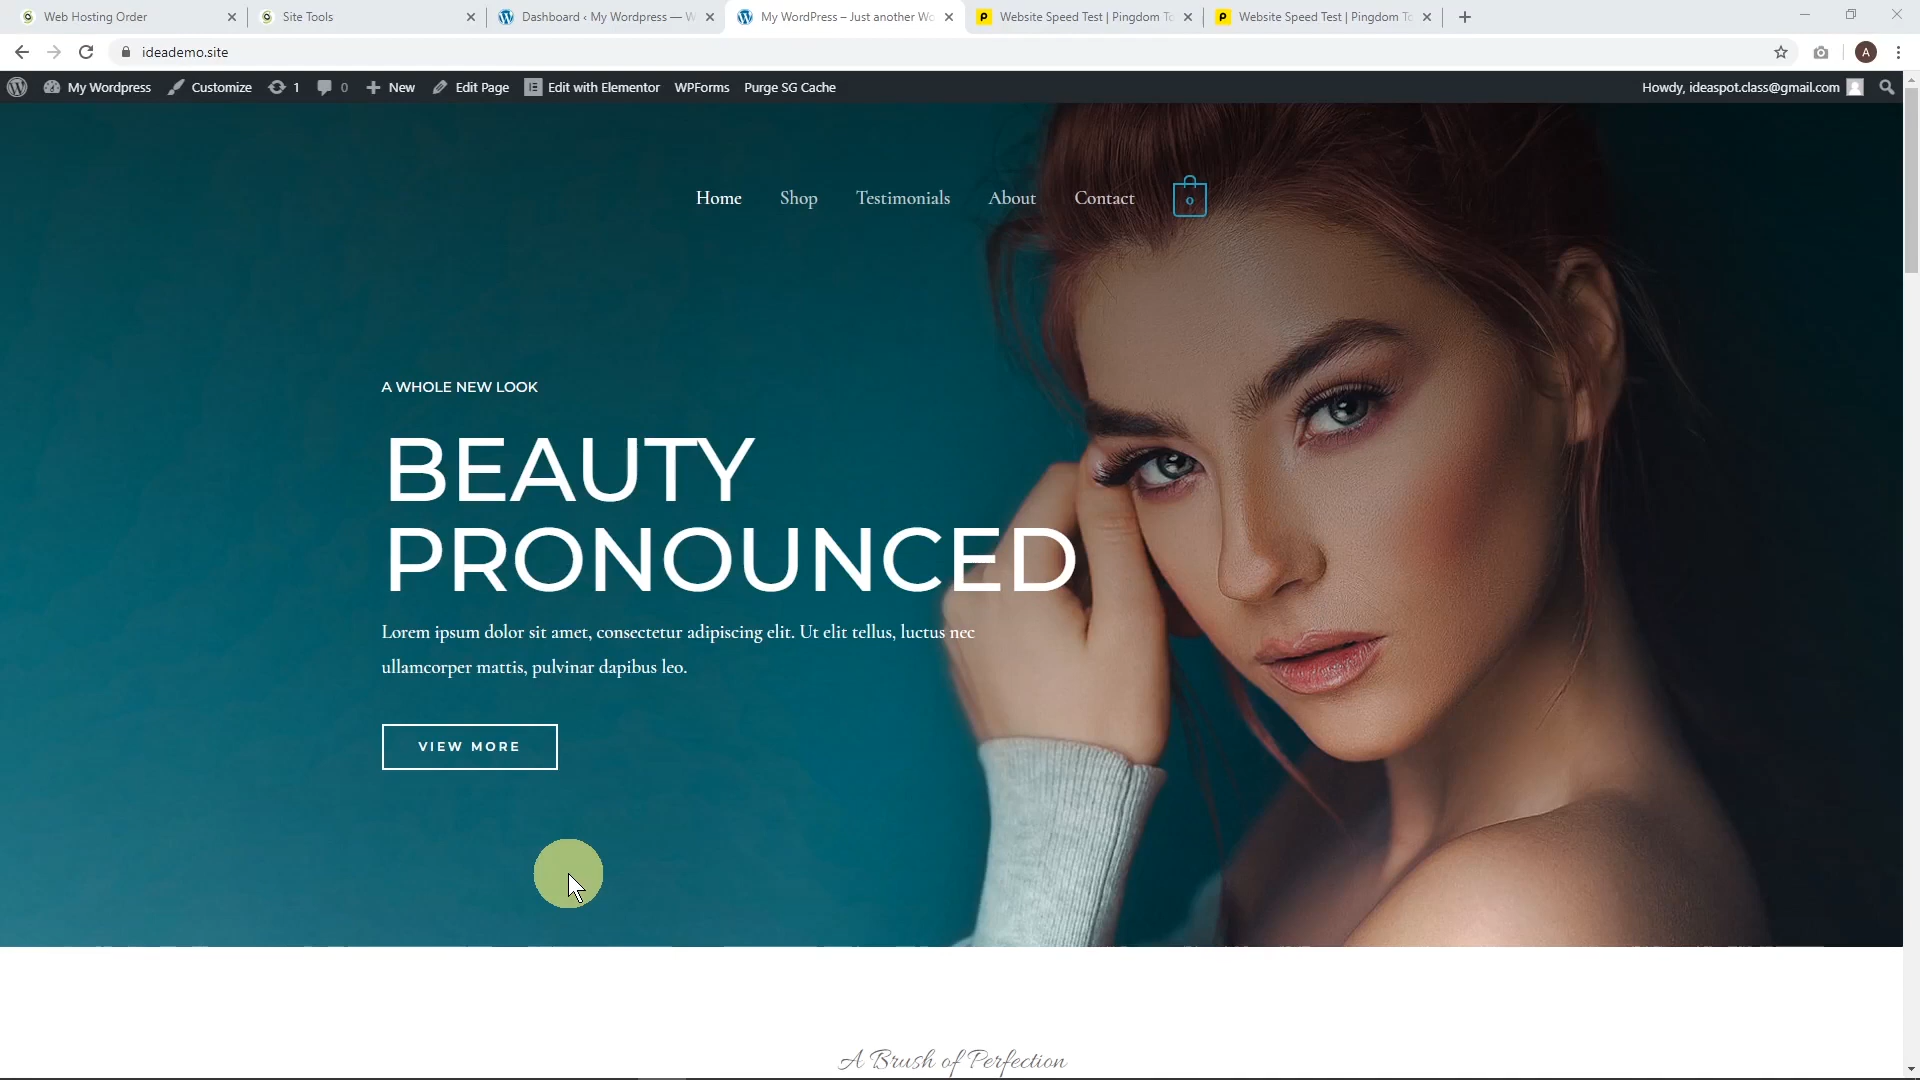 Web Hosting Order
Site Tools
Dashboard ‹ My Wordpress — W
My WordPress – Just another Wo
Website Speed Test | Pingdom To
Website Speed Test | Pingdom To
ideademo.site
A
My Wordpress
Customize
1
0
New
Edit Page
Edit with Elementor
WPForms
Purge SG Cache
Howdy, ideaspot.class@gmail.com
Home
Shop
Testimonials
About
Contact
0
A WHOLE NEW LOOK
BEAUTY
PRONOUNCED
Lorem ipsum dolor sit amet, consectetur adipiscing elit. Ut elit tellus, luctus nec
ullamcorper mattis, pulvinar dapibus leo.
VIEW MORE
A Brush of Perfection